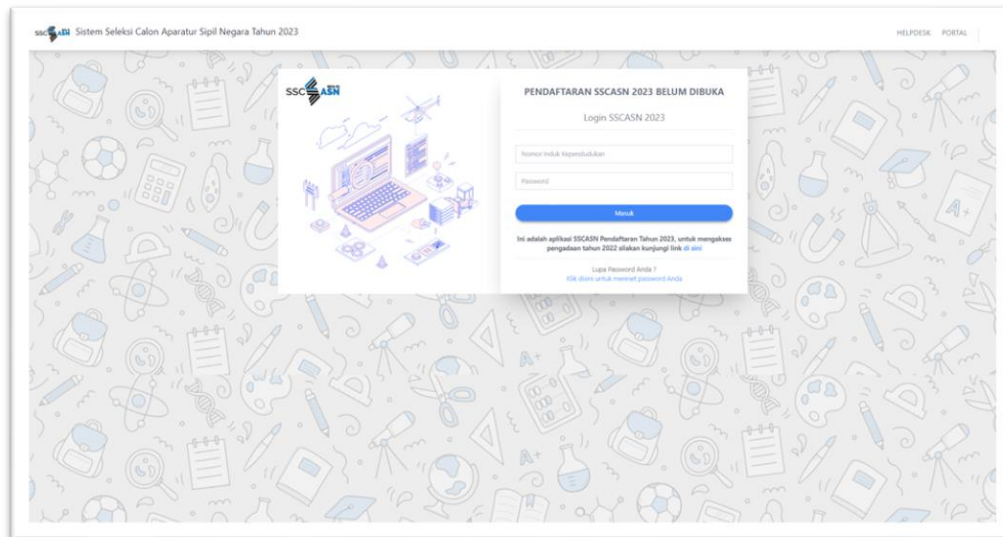 SSCASN Sistem Seleksi Calon Aparatur Sipil Negara Tahun 2023
HELPDESK PORTAL
SSCASN
PENDAFTARAN SSCASN 2023 BELUM DIBUKA
Login SSCASN 2023
Nomor Induk Kependudukan
Password
Masuk
Ini adalah aplikasi SSCASN Pendaftaran Tahun 2023, untuk mengakses
pengadaan tahun 2022 silakan kunjungi link di sini
Lupa Password Anda ?
Klik disini untuk mereset password Anda